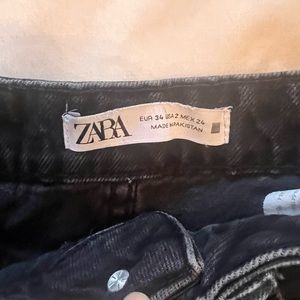 ZARA
EUR 34 USA 2 MEX 24
MADE IN PAKISTAN